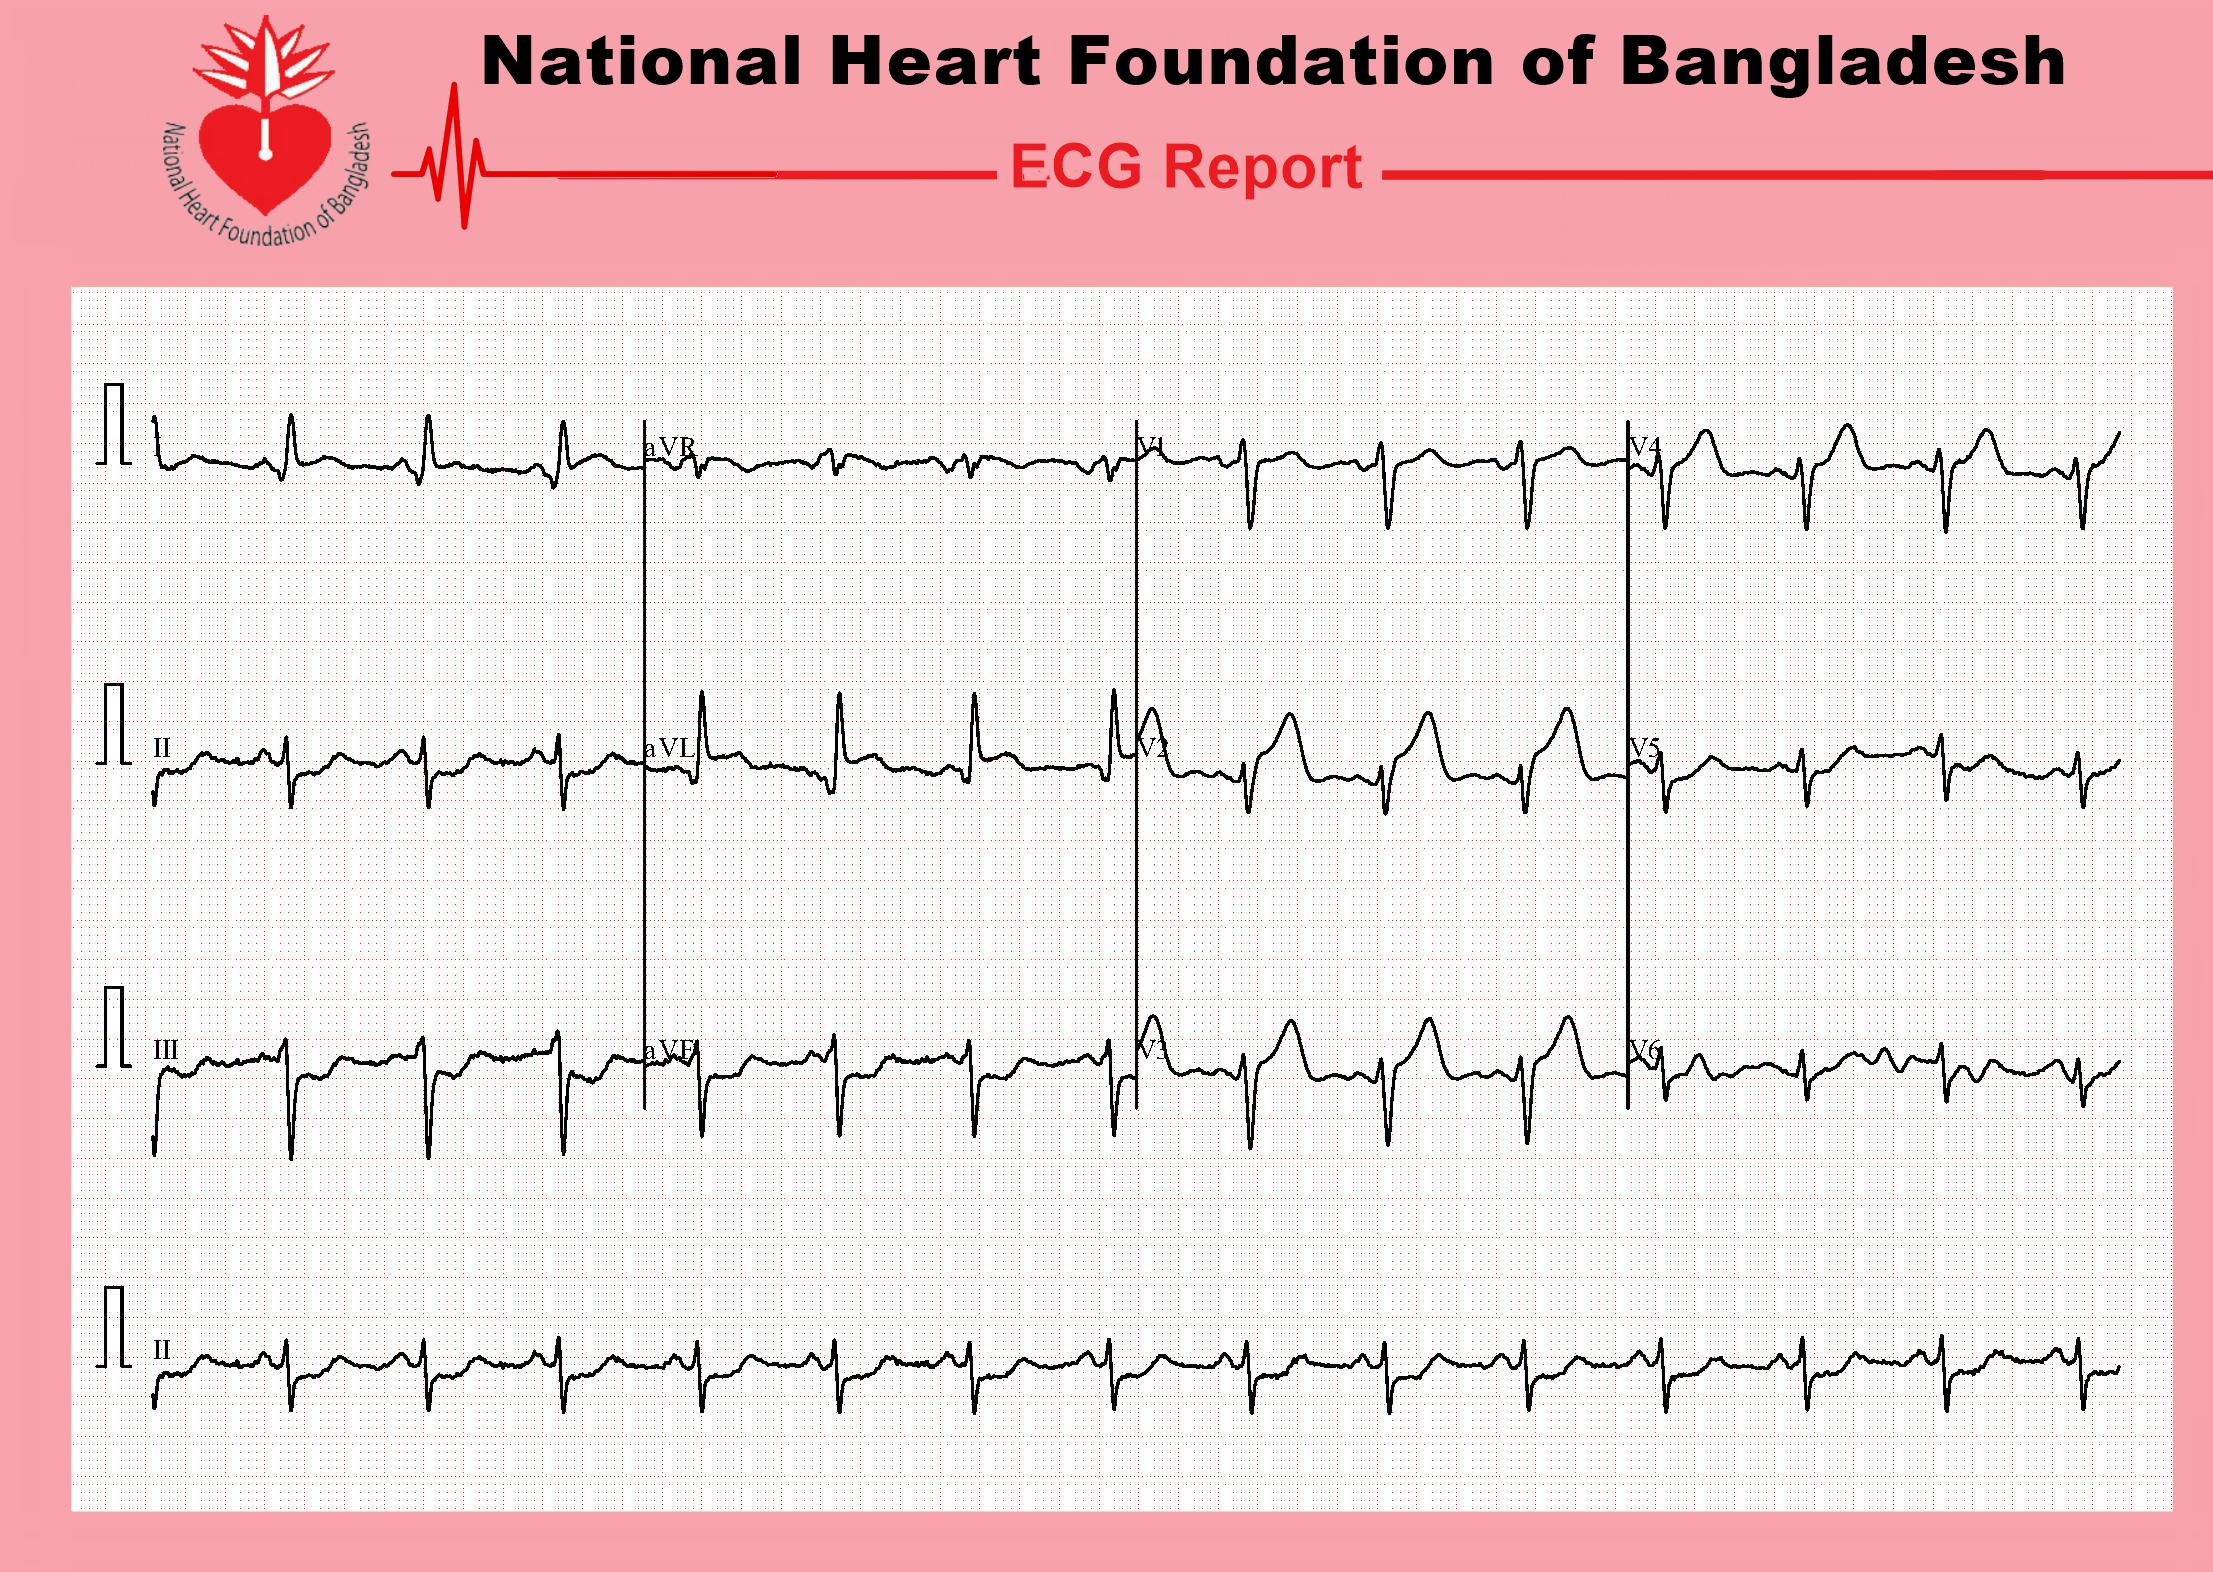 National Heart Foundation of Bangladesh
National Heart Foundation of Bangladesh
ECG Report
aVR
V1
V4
II
aVL
V2
V5
III
aVF
V3
V6
II